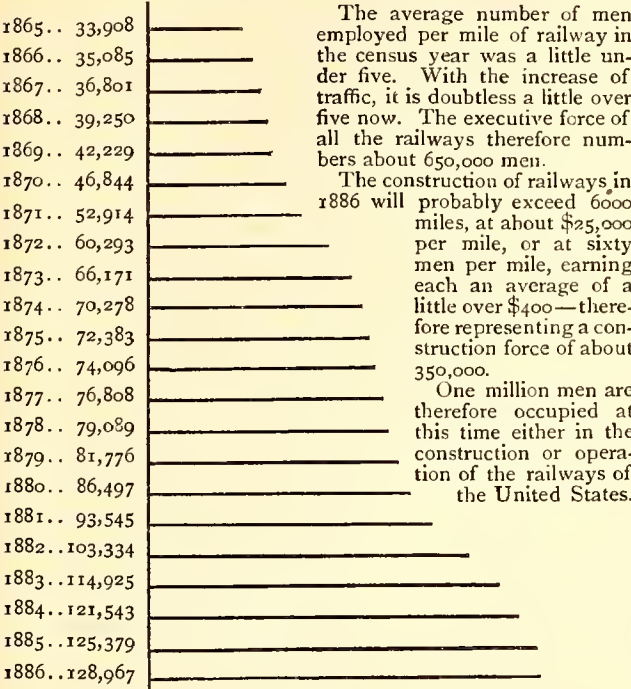 1865.. 33,908
1866.. 35,085
1867.. 36,801
1868.. 39,250
1869.. 42,229
1870.. 46,844
1871.. 52,914
1872.. 60,293
1873.. 66,171
1874.. 70,278
1875.. 72,383
1876.. 74,096
1877.. 76,808
1878.. 79,089
1879.. 81,776
1880.. 86,497
1881.. 93,545
1882..103,334
1883..114,925
1884..121,543
1885..125,379
1886..128,967
The average number of men
employed per mile of railway in
the census year was a little un-
der five. With the increase of
traffic, it is doubtless a little over
five now. The executive force of
all the railways therefore num-
bers about 650,000 men.
The construction of railways in
1886 will probably exceed 6000
miles, at about $25,000
per mile, or at sixty
men per mile, earning
each an average of a
little over $400—there-
fore representing a con-
struction force of about
350,000.
One million men are
therefore occupied at
this time either in the
construction or opera-
tion of the railways of
the United States.